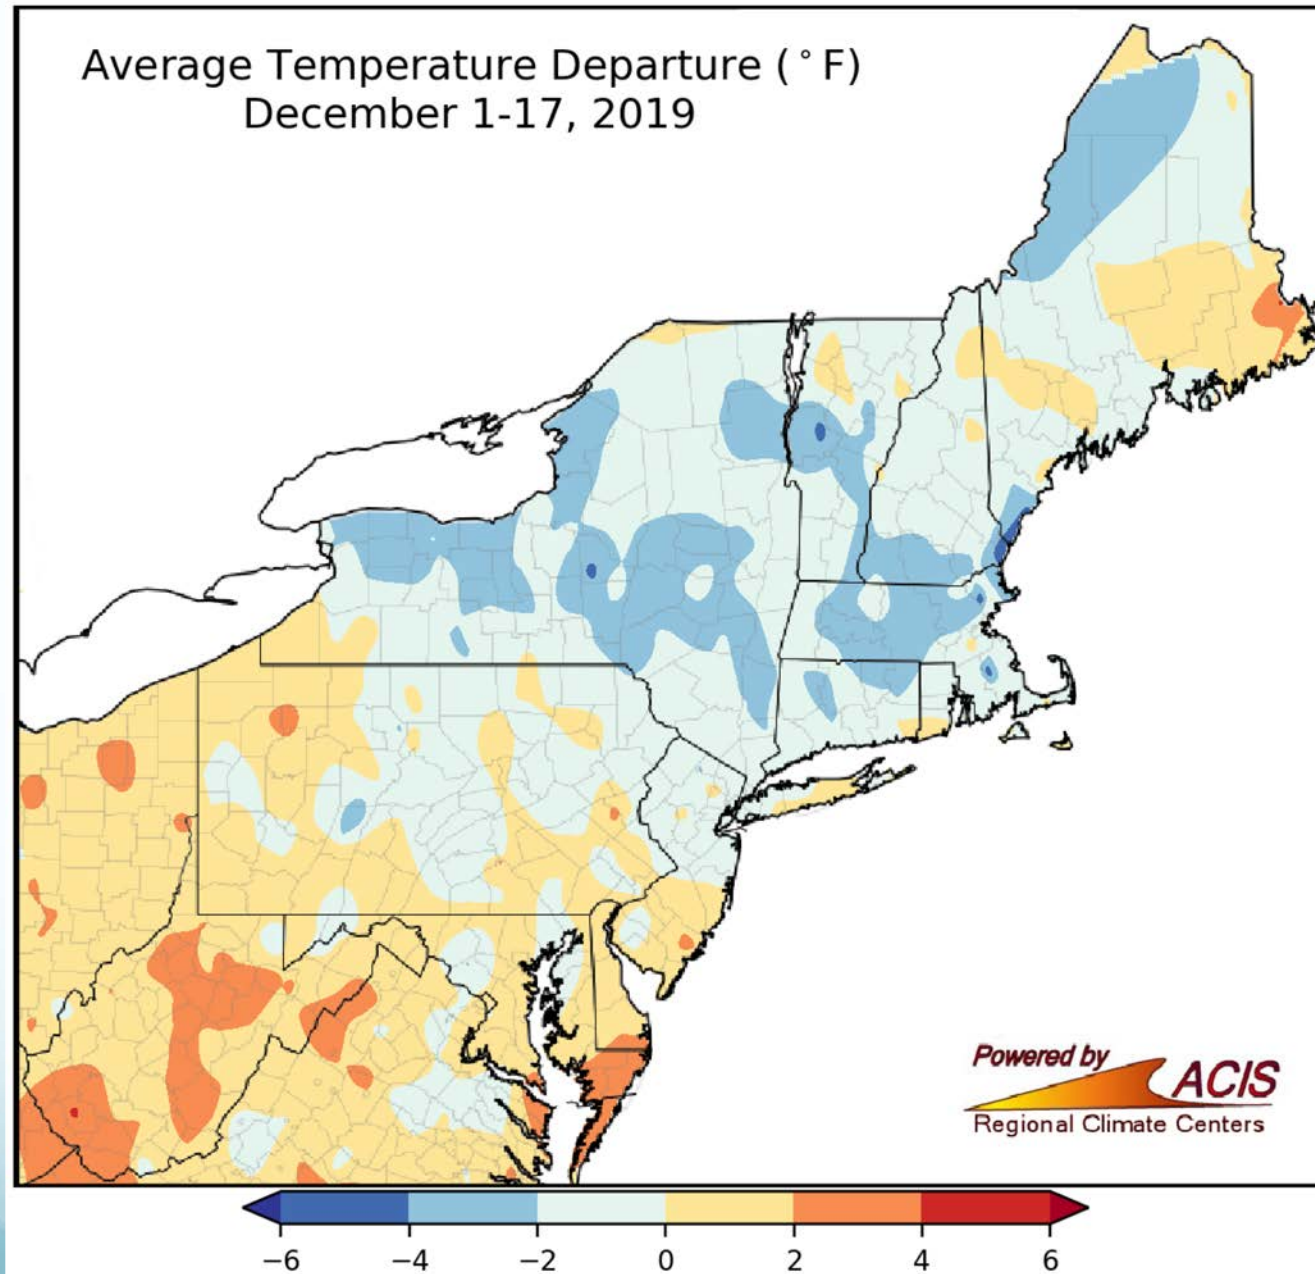 Average Temperature Departure (°F)
December 1-17, 2019
Powered by
ACIS
Regional Climate Centers
−6 −4 −2 0 2 4 6